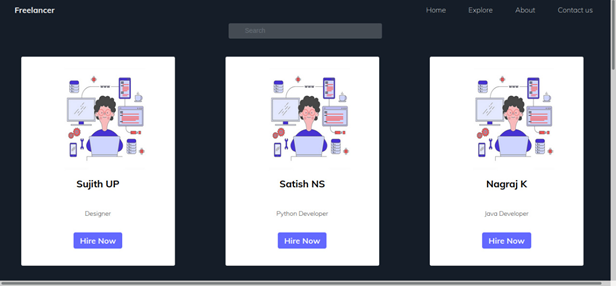 Freelancer Home Explore About Contact us
Search
Sujith UP Satish NS Nagraj K
Designer Python Developer Java Developer
Hire Now Hire Now Hire Now